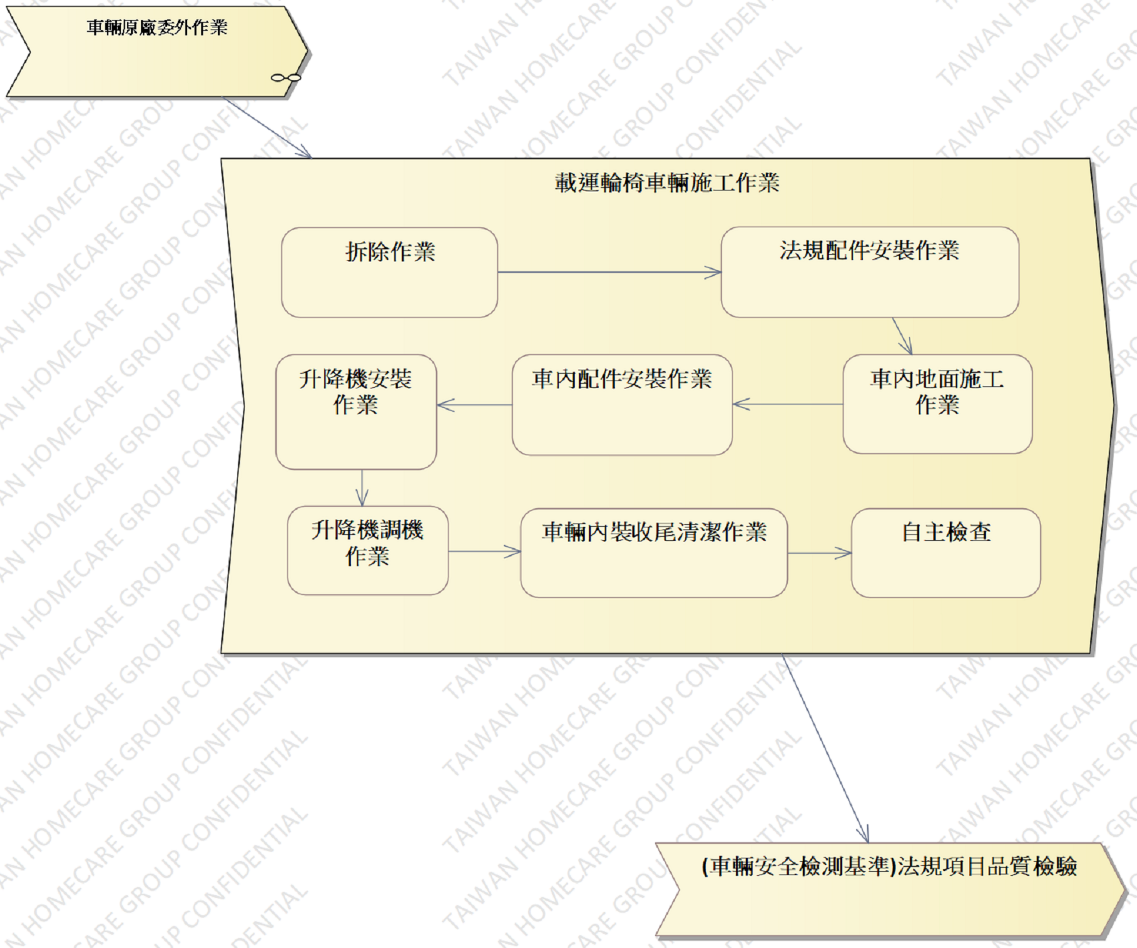 車輛原廠委外作業
載運輪椅車輛施工作業
拆除作業
法規配件安裝作業
升降機安裝
作業
車內配件安裝作業
車內地面施工
作業
升降機調機
作業
車輛內裝收尾清潔作業
自主檢查
(車輛安全檢測基準)法規項目品質檢驗
TAIWAN HOMECARE GROUP CONFIDENTIAL